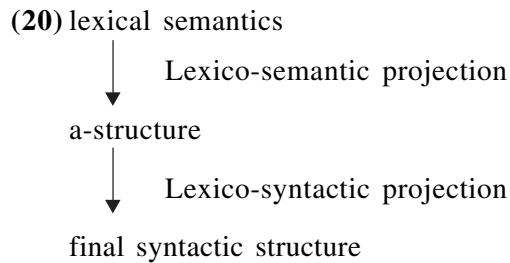 (20) lexical semantics
Lexico-semantic projection
a-structure
Lexico-syntactic projection
final syntactic structure